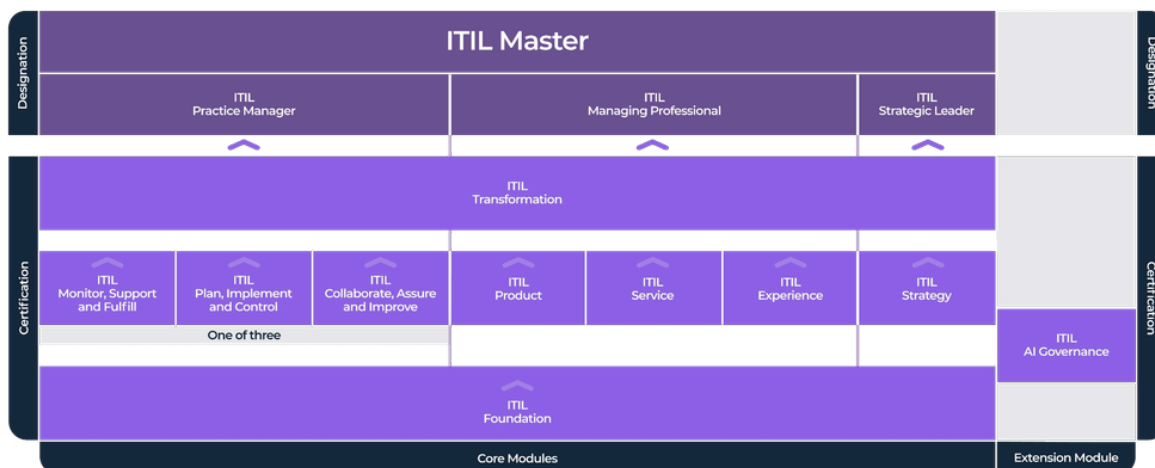 Designation
ITIL Master
Designation
ITIL
Practice Manager
ITIL
Managing Professional
ITIL
Strategic Leader
Certification
ITIL
Transformation
Certification
ITIL
Monitor, Support
and Fulfill
ITIL
Plan, Implement
and Control
ITIL
Collaborate, Assure
and Improve
ITIL
Product
ITIL
Service
ITIL
Experience
ITIL
Strategy
One of three
ITIL
AI Governance
ITIL
Foundation
Core Modules
Extension Module